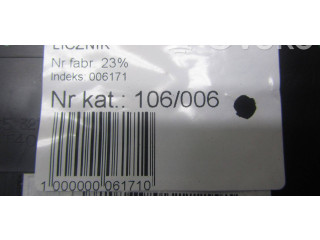 LICZNIK
Nr fabr 23%
Indeks 006171
Nr kat.: 106/006
1 000000 061710